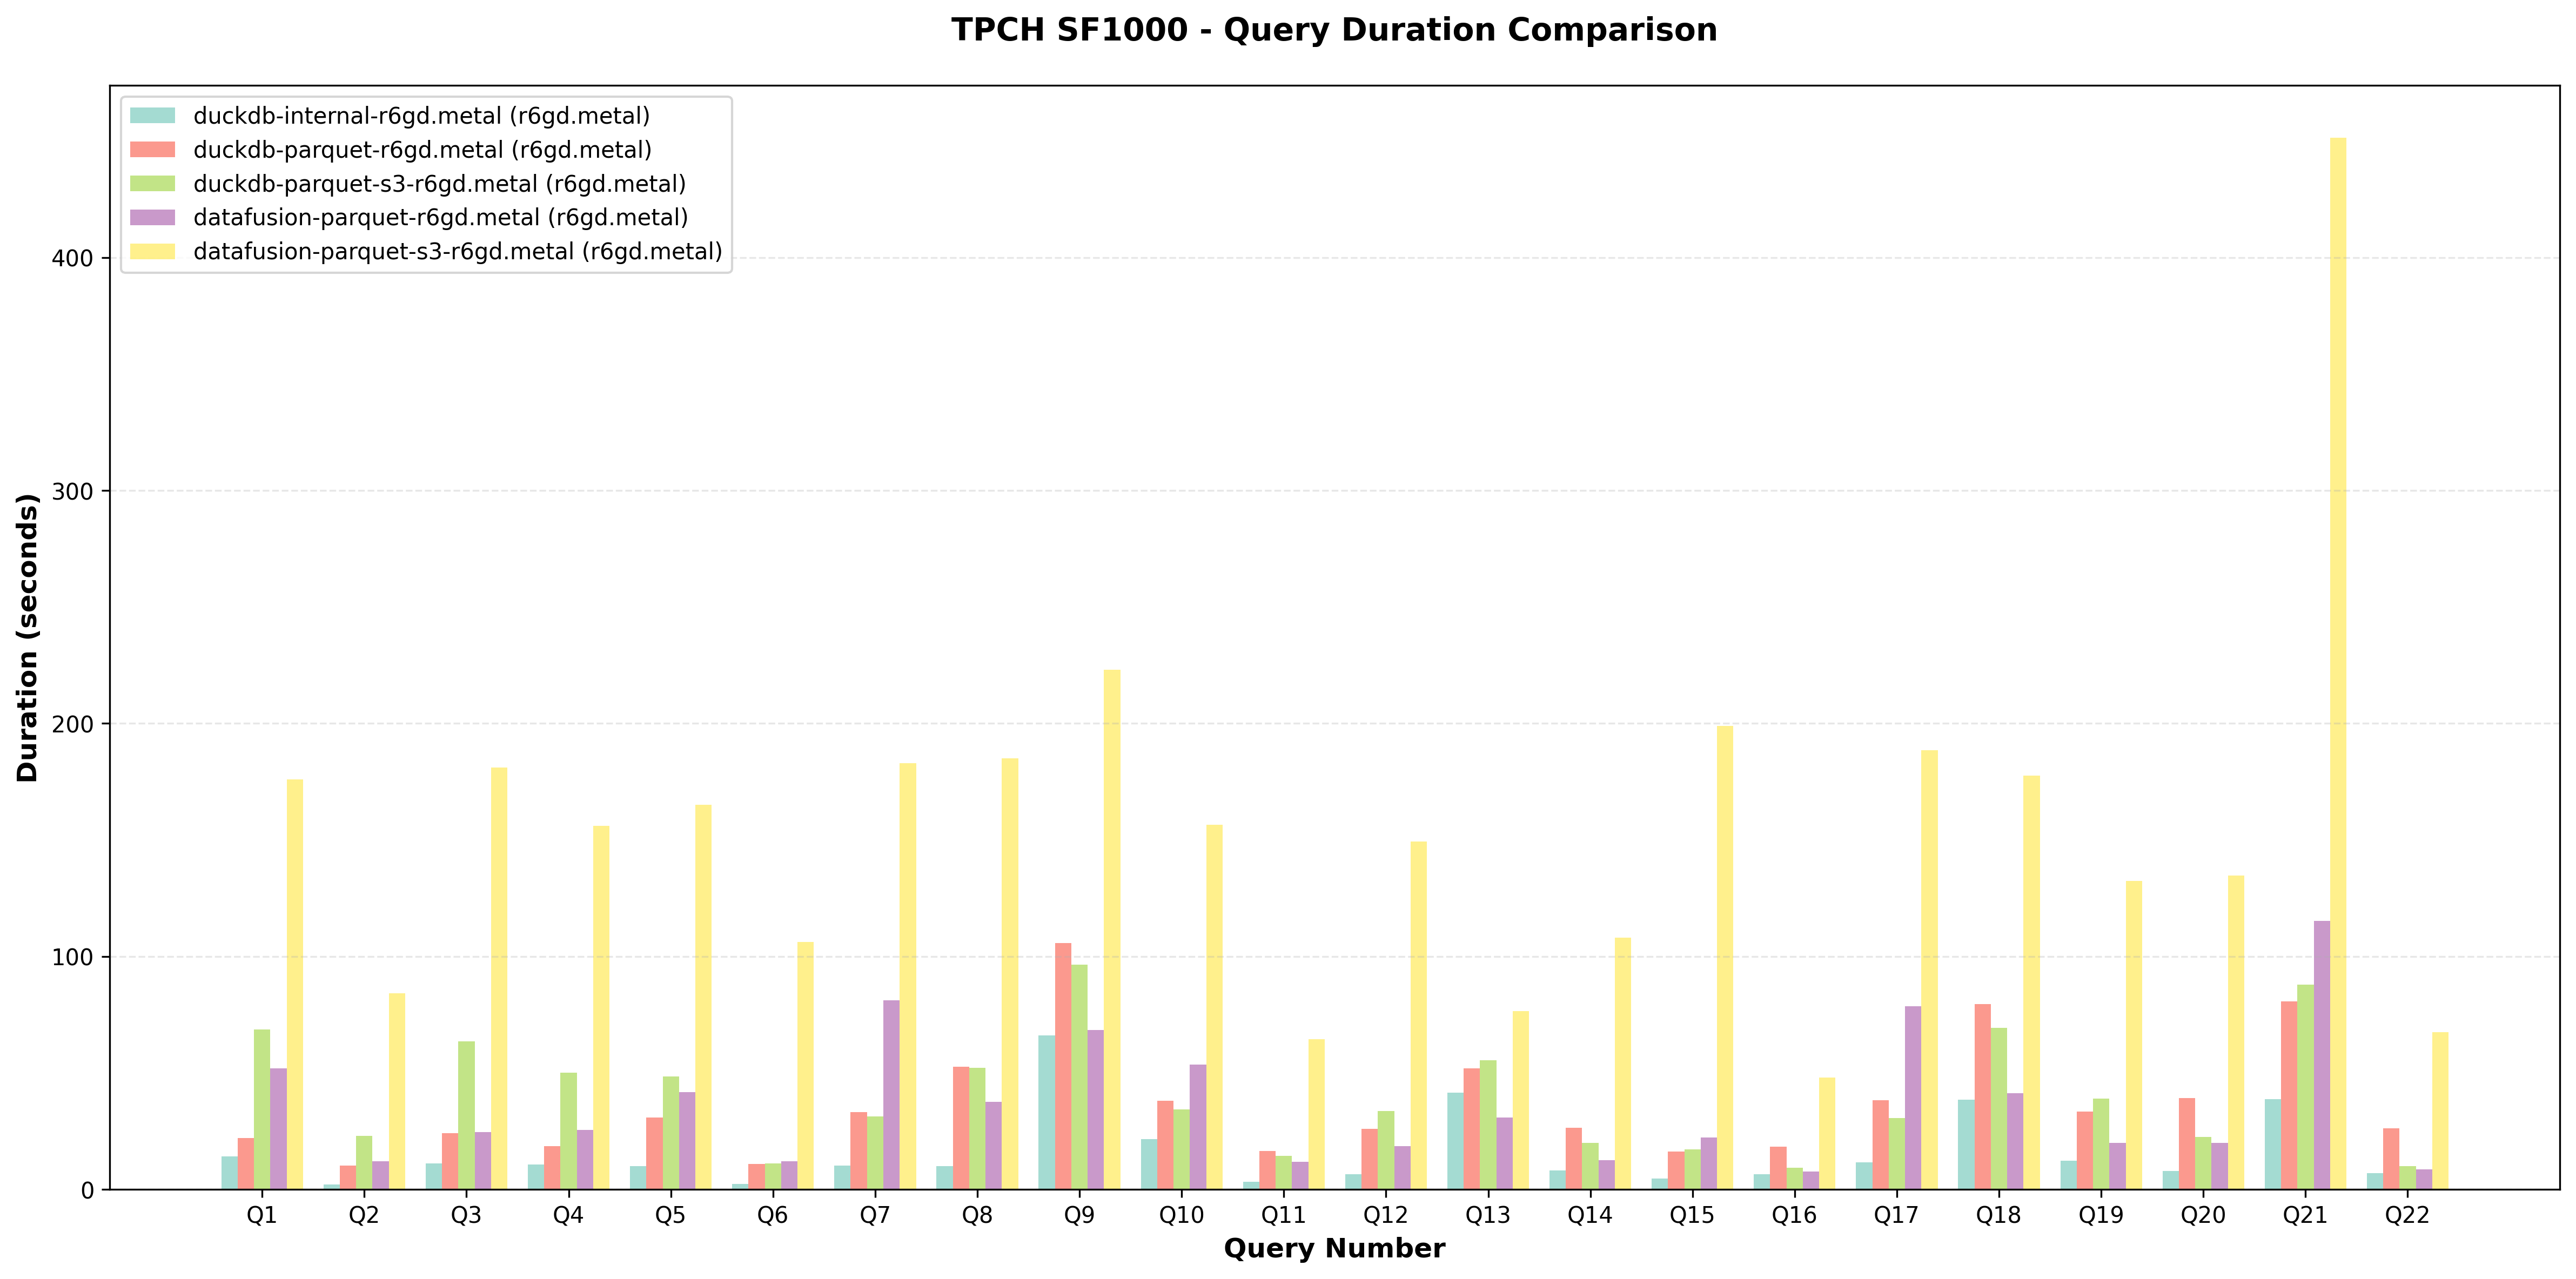 TPCH SF1000 - Query Duration Comparison
duckdb-internal-r6gd.metal (r6gd.metal)
duckdb-parquet-r6gd.metal (r6gd.metal)
duckdb-parquet-s3-r6gd.metal (r6gd.metal)
datafusion-parquet-r6gd.metal (r6gd.metal)
datafusion-parquet-s3-r6gd.metal (r6gd.metal)
Duration (seconds)
400
300
200
100
0
Q1 Q2 Q3 Q4 Q5 Q6 Q7 Q8 Q9 Q10 Q11 Q12 Q13 Q14 Q15 Q16 Q17 Q18 Q19 Q20 Q21 Q22
Query Number